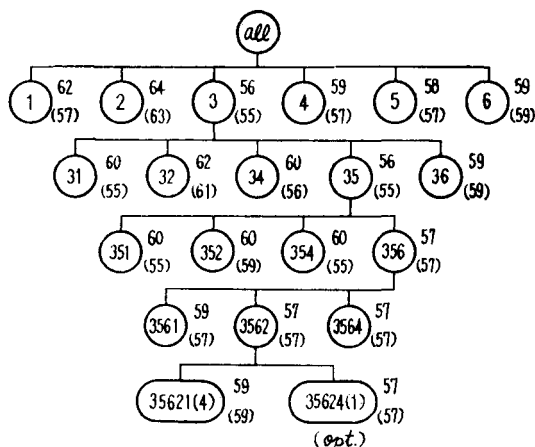 all
1 62 (57) 2 64 (63) 3 56 (55) 4 59 (57) 5 58 (57) 6 59 (59)
31 60 (55) 32 62 (61) 34 60 (56) 35 56 (55) 36 59 (59)
351 60 (55) 352 60 (59) 354 60 (55) 356 57 (57)
3561 59 (57) 3562 57 (57) 3564 57 (57)
35621(4) 59 (59) 35624(1) 57 (57)
(opt.)